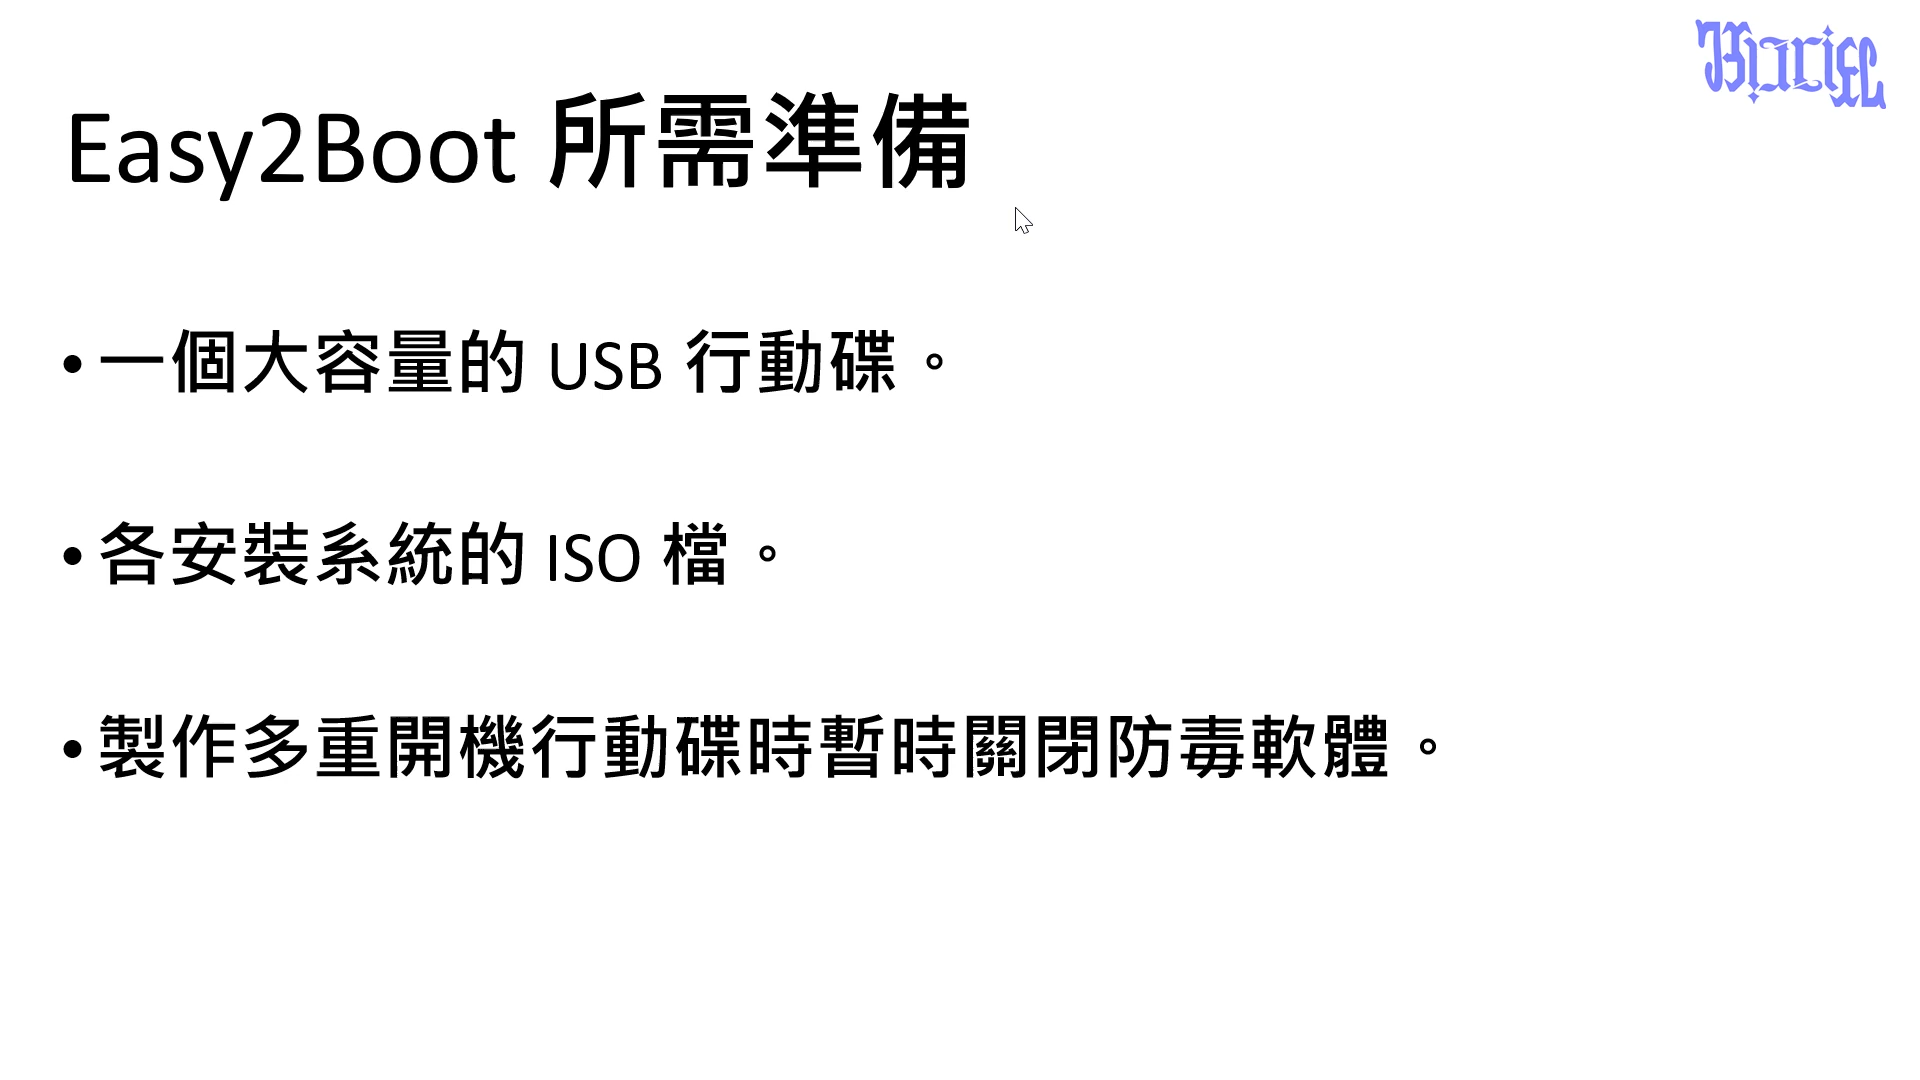 Easy2Boot 所需準備
•一個大容量的 USB 行動碟。
•各安裝系統的 ISO 檔。
•製作多重開機行動碟時暫時關閉防毒軟體。